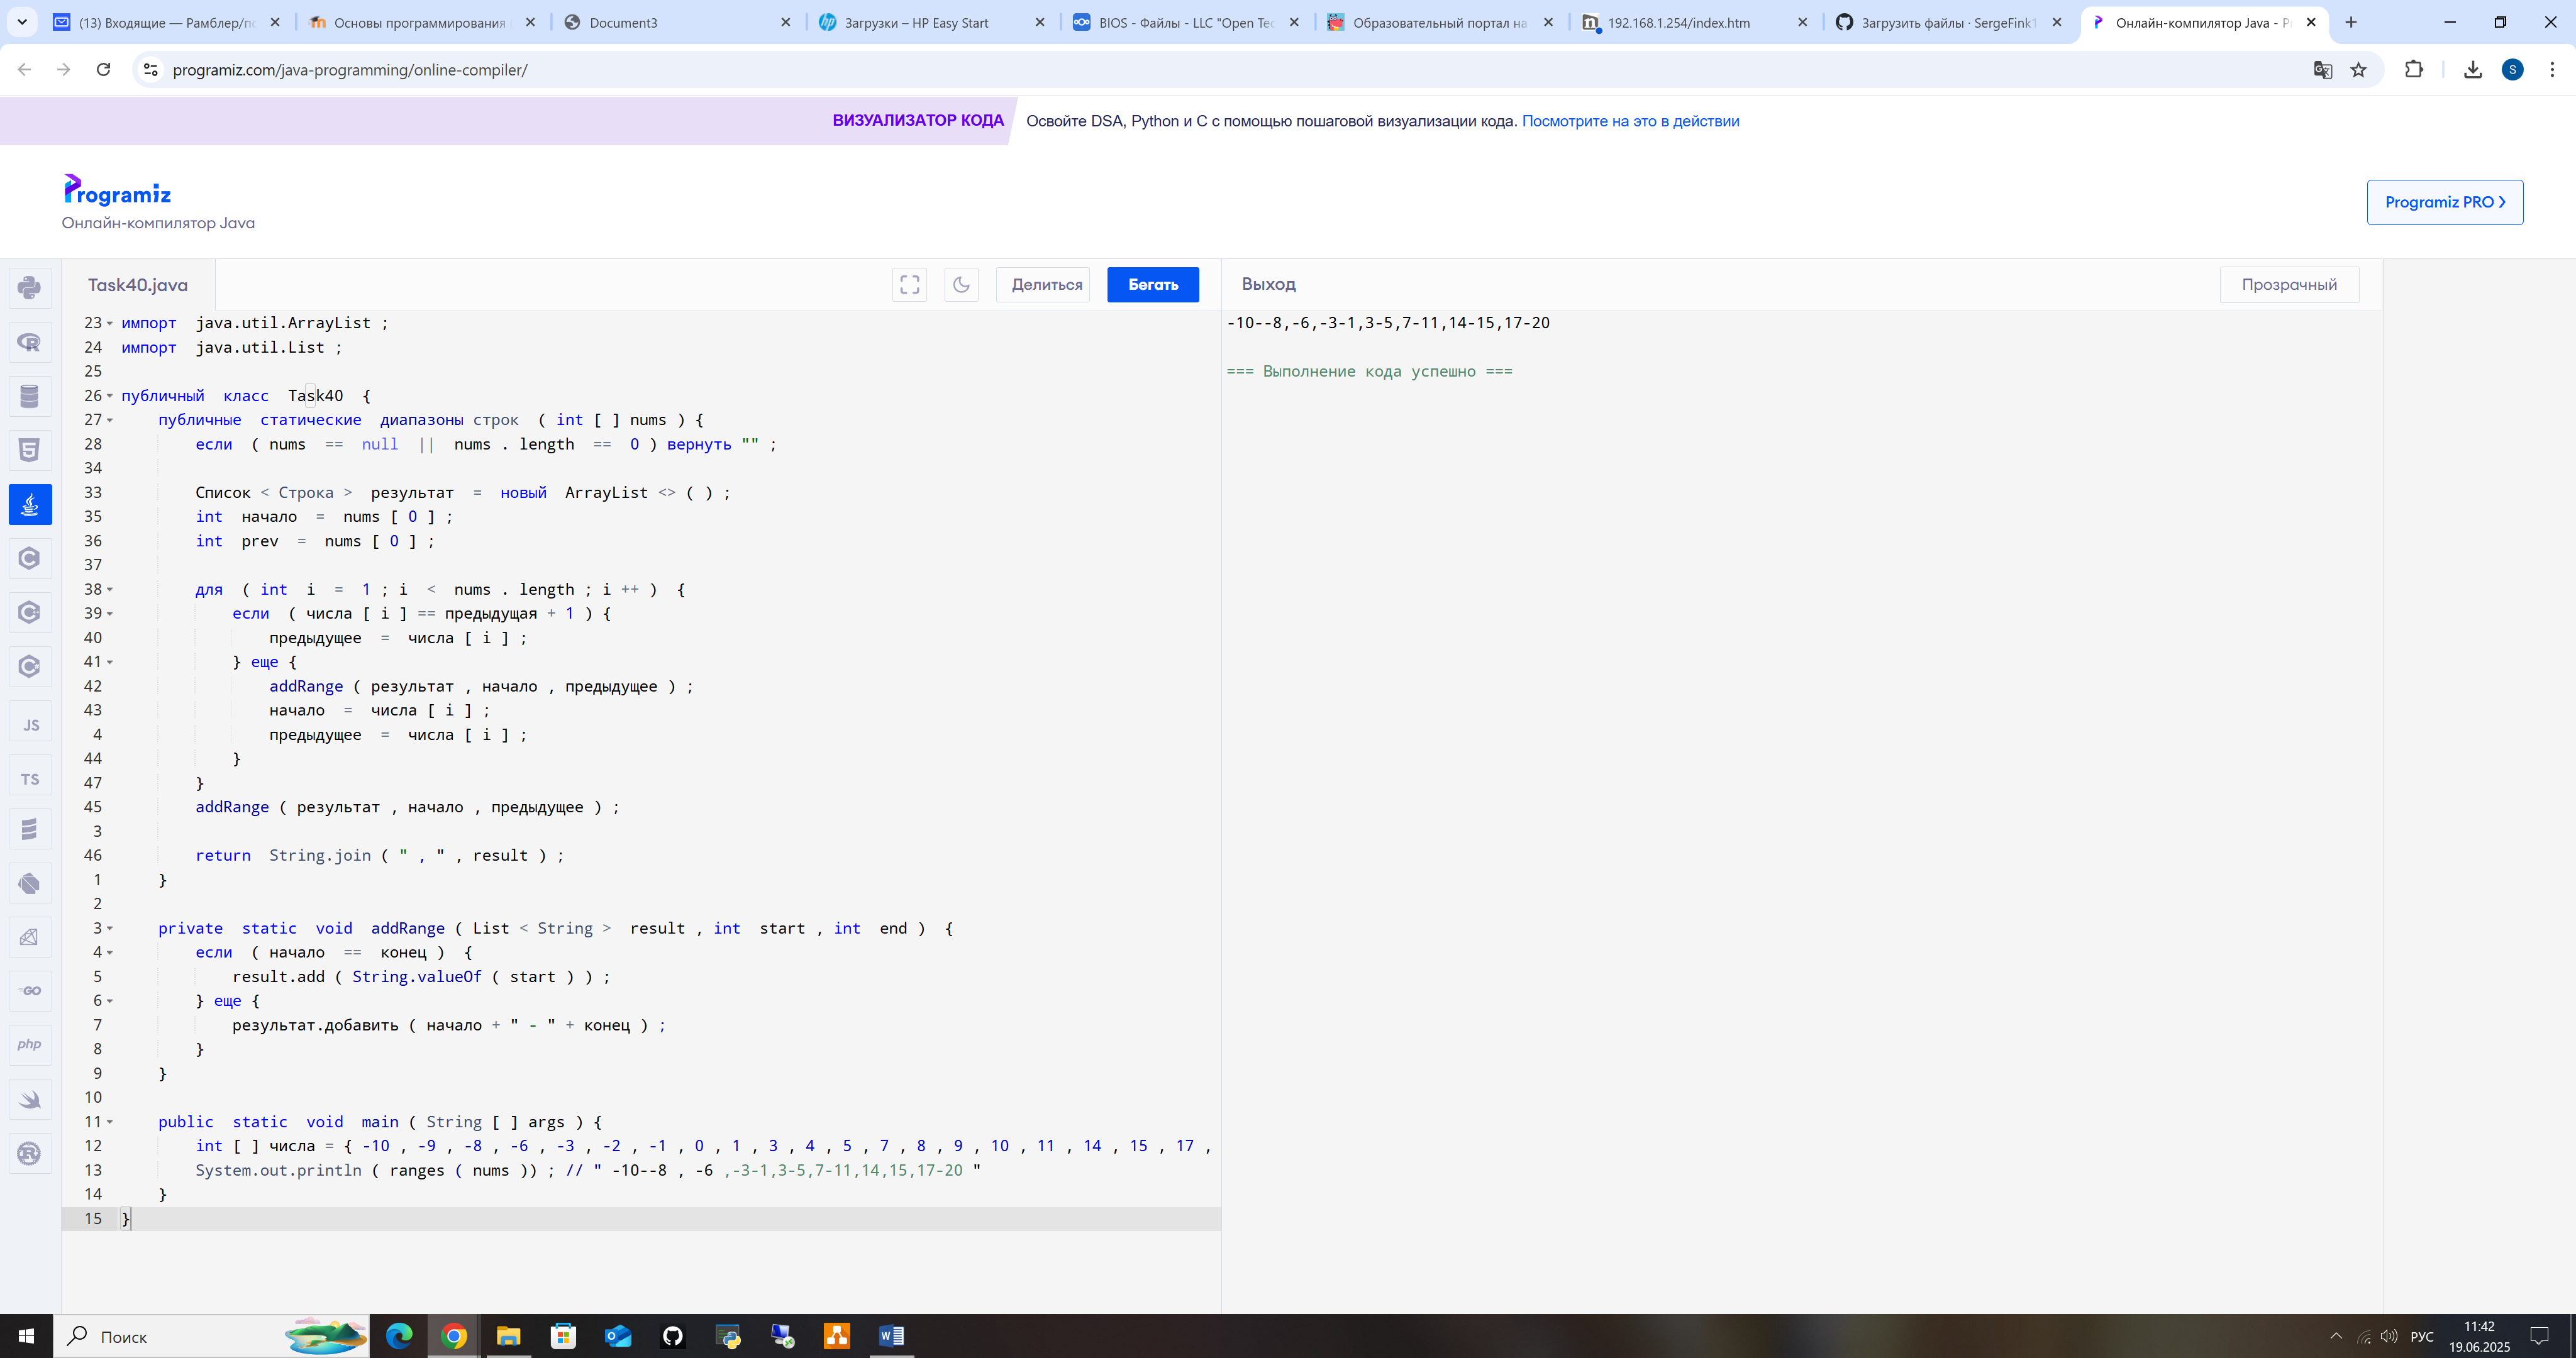 (13) Входящие — Рамблер/по
Основы программирования
Document3
Загрузки – HP Easy Start
BIOS - Файлы - LLC "Open Tec
Образовательный портал на
192.168.1.254/index.htm
Загрузить файлы · SergeFink1
Онлайн-компилятор Java - Pr
programiz.com/java-programming/online-compiler/
S
ВИЗУАЛИЗАТОР КОДА Освойте DSA, Python и C с помощью пошаговой визуализации кода. Посмотрите на это в действии
Programiz
Онлайн-компилятор Java
Programiz PRO
Task40.java
Делиться
Бегать
Выход
Прозрачный
23 импорт java.util.ArrayList ;
24 импорт java.util.List ;
25
26 публичный класс Task40 {
27 публичные статические диапазоны строк ( int [ ] nums ) {
28 если ( nums == null || nums . length == 0 ) вернуть "" ;
34
33 Список < Строка > результат = новый ArrayList <> ( ) ;
35 int начало = nums [ 0 ] ;
36 int prev = nums [ 0 ] ;
37
38 для ( int i = 1 ; i < nums . length ; i ++ ) {
39 если ( числа [ i ] == предыдущая + 1 ) {
40 предыдущее = числа [ i ] ;
41 } еще {
42 addRange ( результат , начало , предыдущее ) ;
43 начало = числа [ i ] ;
4 предыдущее = числа [ i ] ;
44 }
47 }
45 addRange ( результат , начало , предыдущее ) ;
3
46 return String.join ( " , " , result ) ;
1 }
2
3 private static void addRange ( List < String > result , int start , int end ) {
4 если ( начало == конец ) {
5 result.add ( String.valueOf ( start ) ) ;
6 } еще {
7 результат.добавить ( начало + " - " + конец ) ;
8 }
9 }
10
11 public static void main ( String [ ] args ) {
12 int [ ] числа = { -10 , -9 , -8 , -6 , -3 , -2 , -1 , 0 , 1 , 3 , 4 , 5 , 7 , 8 , 9 , 10 , 11 , 14 , 15 , 17 ,
13 System.out.println ( ranges ( nums )) ; // " -10--8 , -6 ,-3-1,3-5,7-11,14,15,17-20 "
14 }
15 }
-10--8,-6,-3-1,3-5,7-11,14-15,17-20
=== Выполнение кода успешно ===
JS
TS
GO
php
Поиск
РУС
11:42
19.06.2025